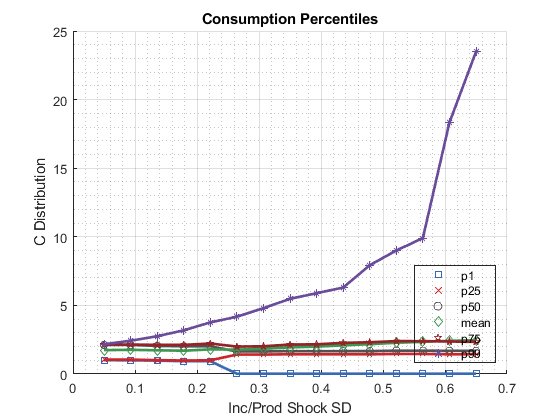 Consumption Percentiles
C Distribution
25
20
15
10
5
0
0
0.1
0.2
0.3
0.4
0.5
0.6
0.7
Inc/Prod Shock SD
p1
p25
p50
mean
p75
p90